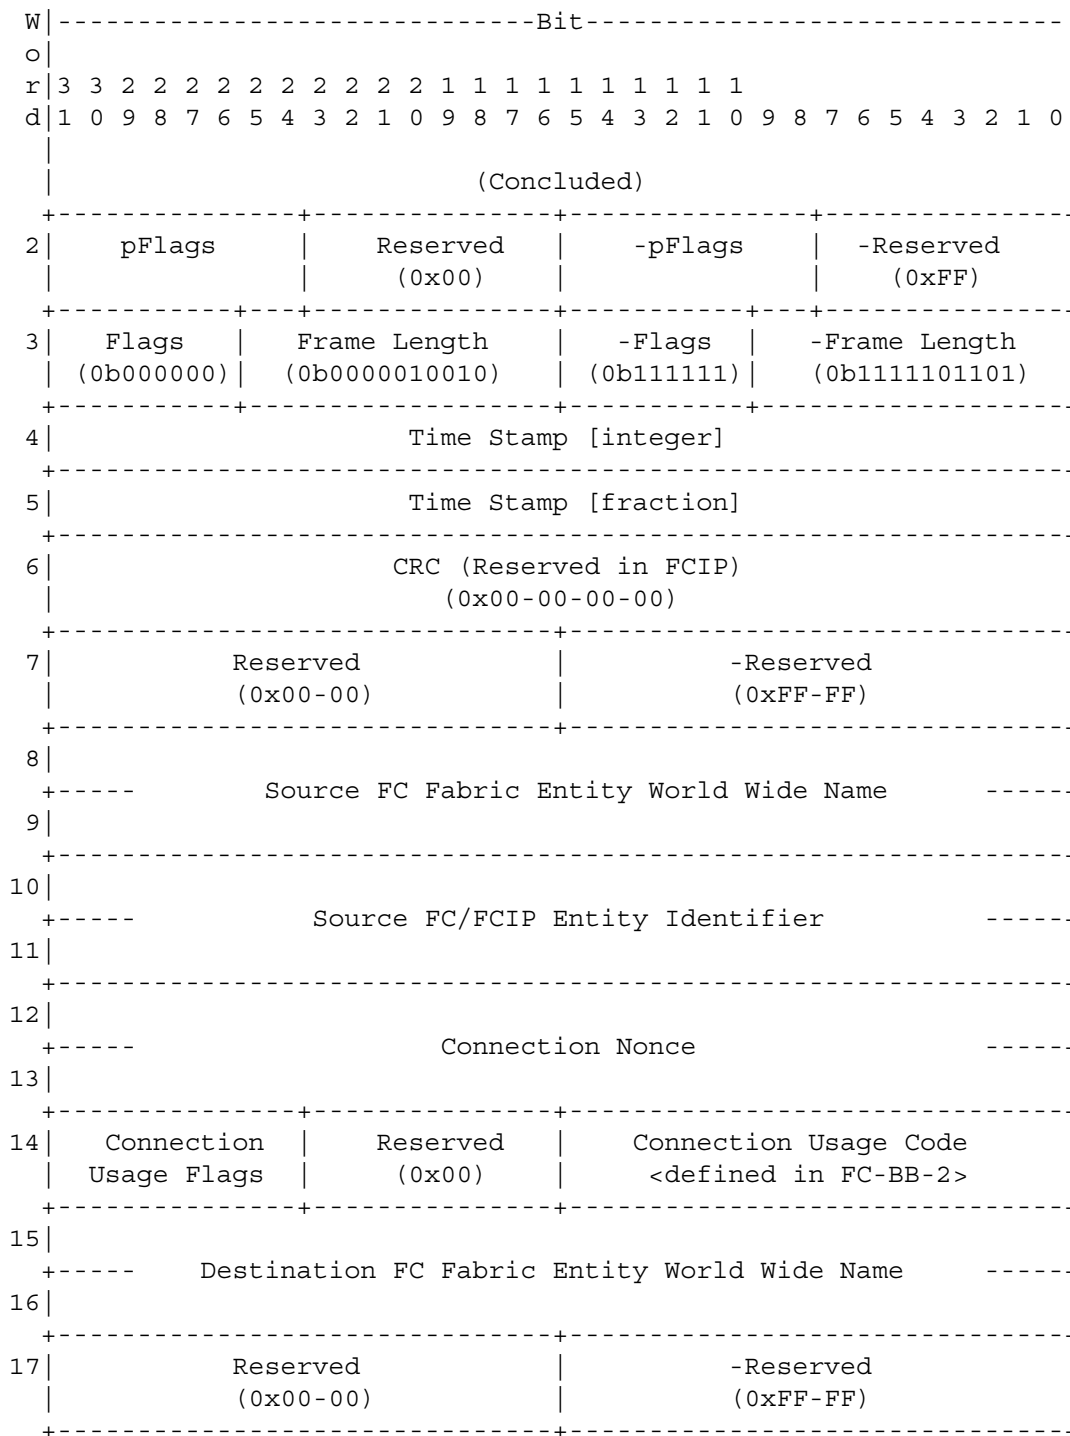 W|------------------------------Bit------------------------------
o|
r|3 3 2 2 2 2 2 2 2 2 2 2 1 1 1 1 1 1 1 1 1 1
d|1 0 9 8 7 6 5 4 3 2 1 0 9 8 7 6 5 4 3 2 1 0 9 8 7 6 5 4 3 2 1 0
 |
 |                          (Concluded)
 +---------------+---------------+---------------+---------------
2|    pFlags     |    Reserved   |    -pFlags    |  -Reserved
 |               |     (0x00)    |               |    (0xFF)
 +-----------+---+---------------+-----------+---+---------------
3|   Flags   |   Frame Length    |   -Flags  |   -Frame Length
 | (0b000000)|  (0b0000010010)   | (0b111111)|   (0b1111101101)
 +-----------+-------------------+-----------+-------------------
4|                      Time Stamp [integer]
 +---------------------------------------------------------------
5|                      Time Stamp [fraction]
 +---------------------------------------------------------------
6|                     CRC (Reserved in FCIP)
 |                        (0x00-00-00-00)
 +-------------------------------+-------------------------------
7|           Reserved            |          -Reserved
 |           (0x00-00)           |          (0xFF-FF)
 +-------------------------------+-------------------------------
8|
 +-----        Source FC Fabric Entity World Wide Name      -----
9|
 +---------------------------------------------------------------
10|
 +-----           Source FC/FCIP Entity Identifier          -----
11|
 +---------------------------------------------------------------
12|
 +-----                   Connection Nonce                  -----
13|
 +---------------+---------------+-------------------------------
14|   Connection  |    Reserved   |    Connection Usage Code
 |  Usage Flags  |     (0x00)    |     <defined in FC-BB-2>
 +---------------+---------------+-------------------------------
15|
 +-----    Destination FC Fabric Entity World Wide Name     -----
16|
 +-------------------------------+-------------------------------
17|           Reserved            |          -Reserved
 |           (0x00-00)           |          (0xFF-FF)
 +-------------------------------+-------------------------------